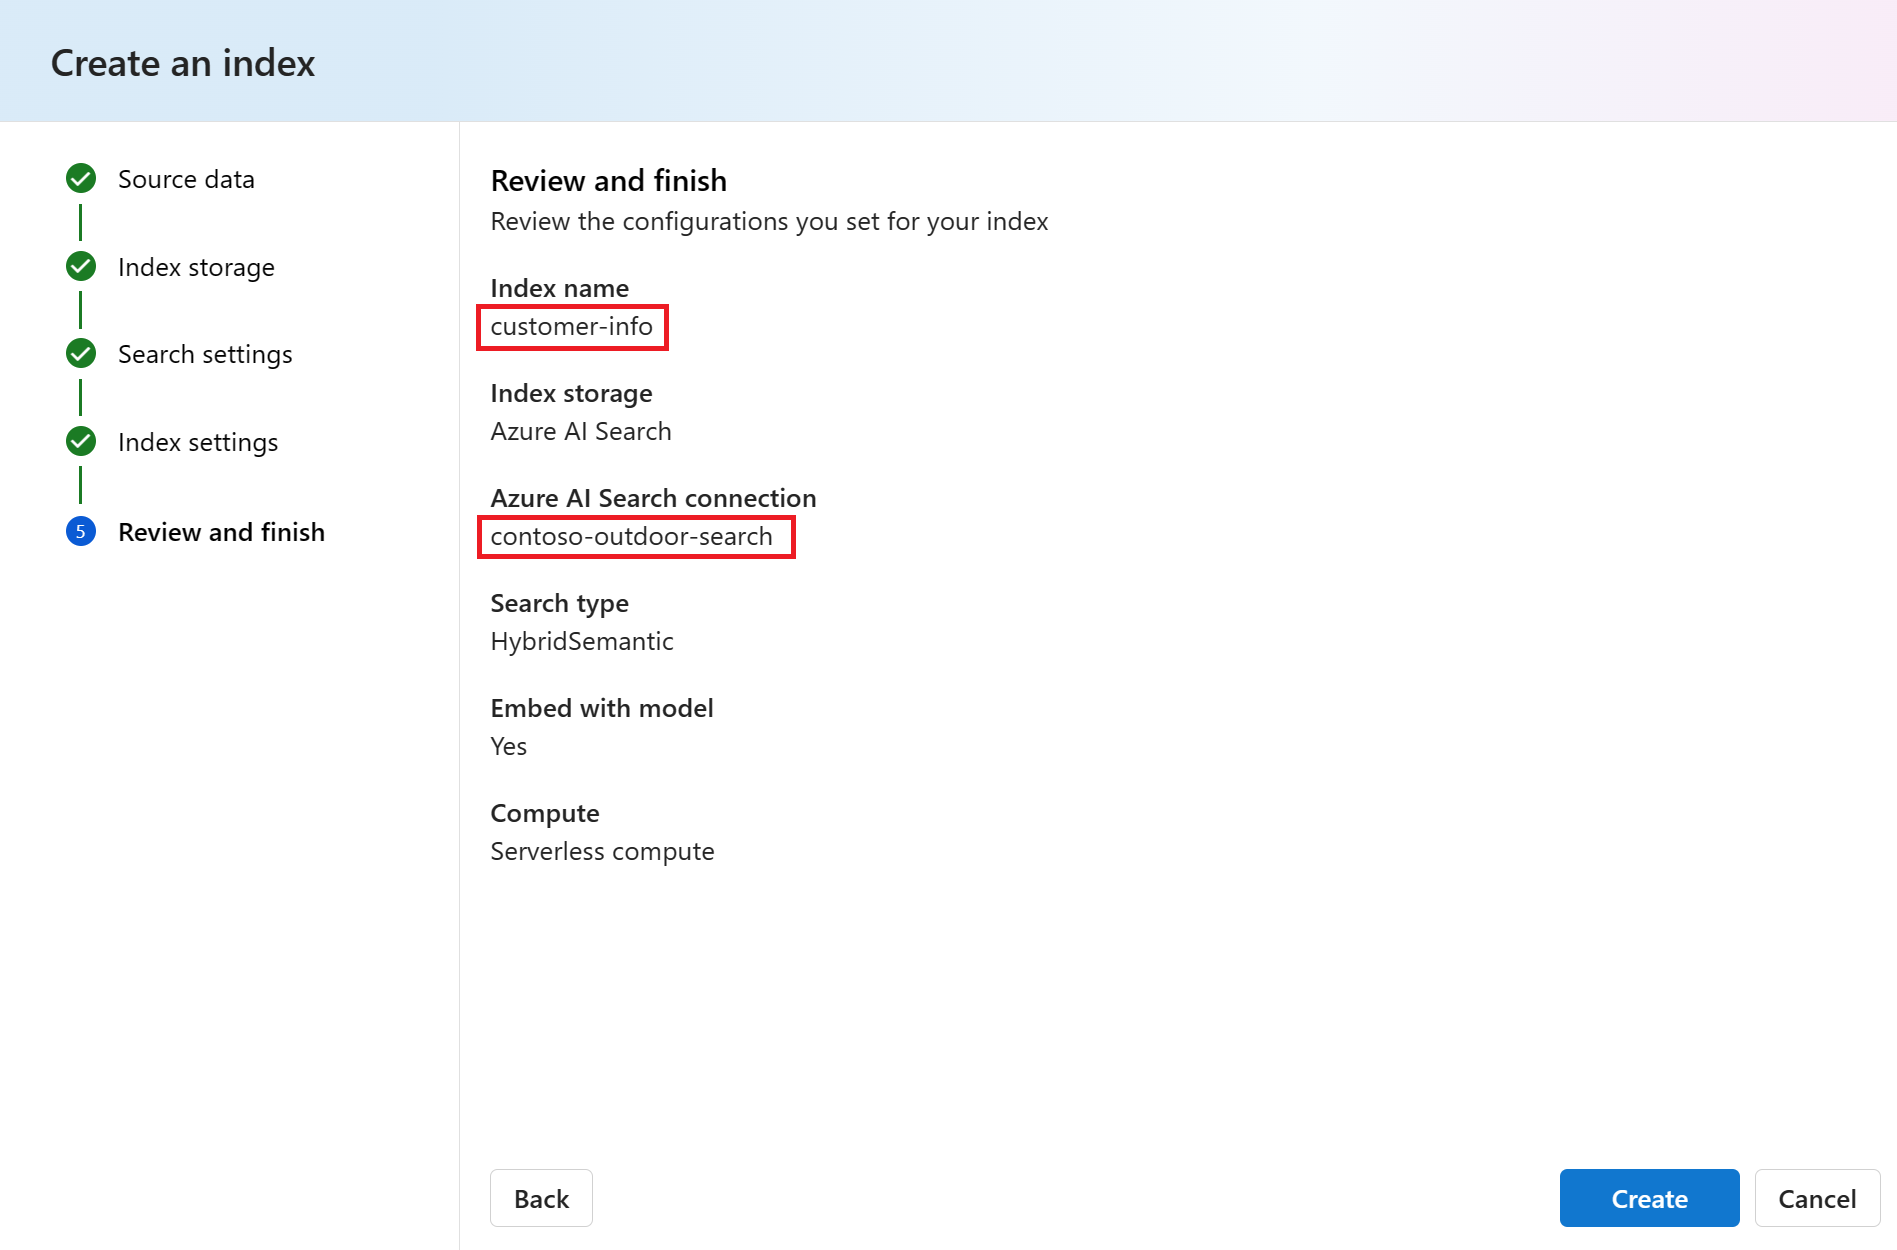 Create an index
Source data
Index storage
Search settings
Index settings
5
Review and finish
Review and finish
Review the configurations you set for your index
Index name
customer-info
Index storage
Azure AI Search
Azure AI Search connection
contoso-outdoor-search
Search type
HybridSemantic
Embed with model
Yes
Compute
Serverless compute
Back
Create
Cancel